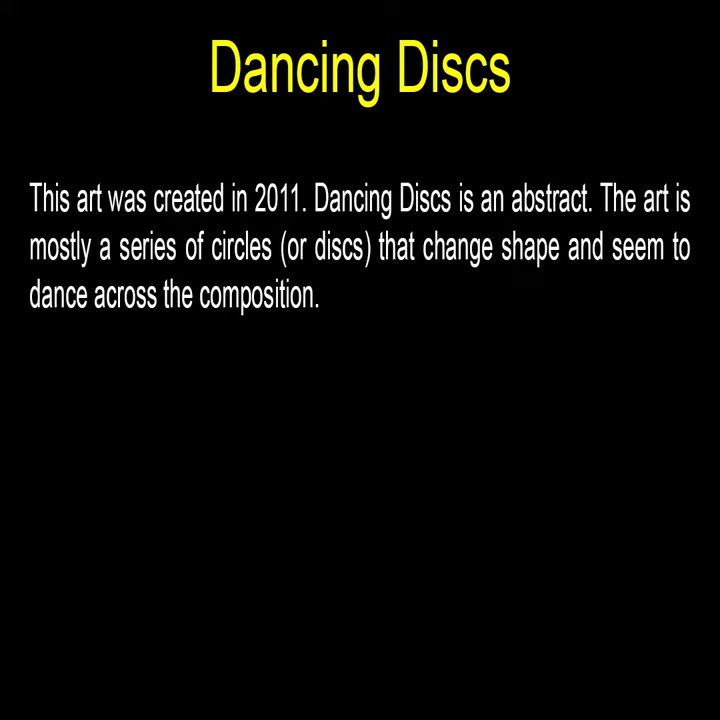 Dancing Discs
This art was created in 2011. Dancing Discs is an abstract. The art is
mostly a series of circles (or discs) that change shape and seem to
dance across the composition.